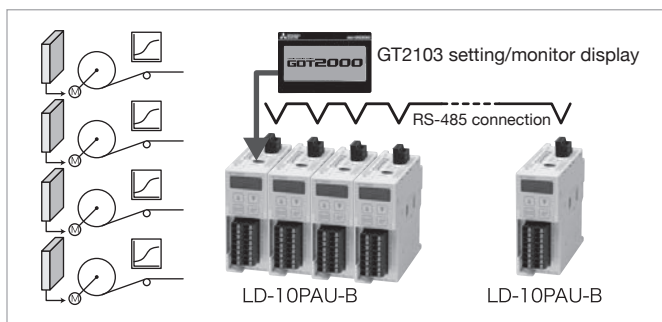 GOT2000
GT2103 setting/monitor display
RS-485 connection
LD-10PAU-B
LD-10PAU-B
M
M
M
M